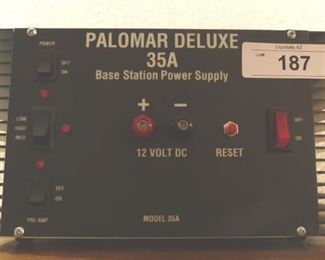 PALOMAR DELUXE
35A
Base Station Power Supply
Liquidate AZ
Lot#:
187
POWER
OFF
ON
LOW
HIGH
MED
+ −
12 VOLT DC
RESET
OFF
ON
OFF
ON
PRE-AMP
MODEL 35A